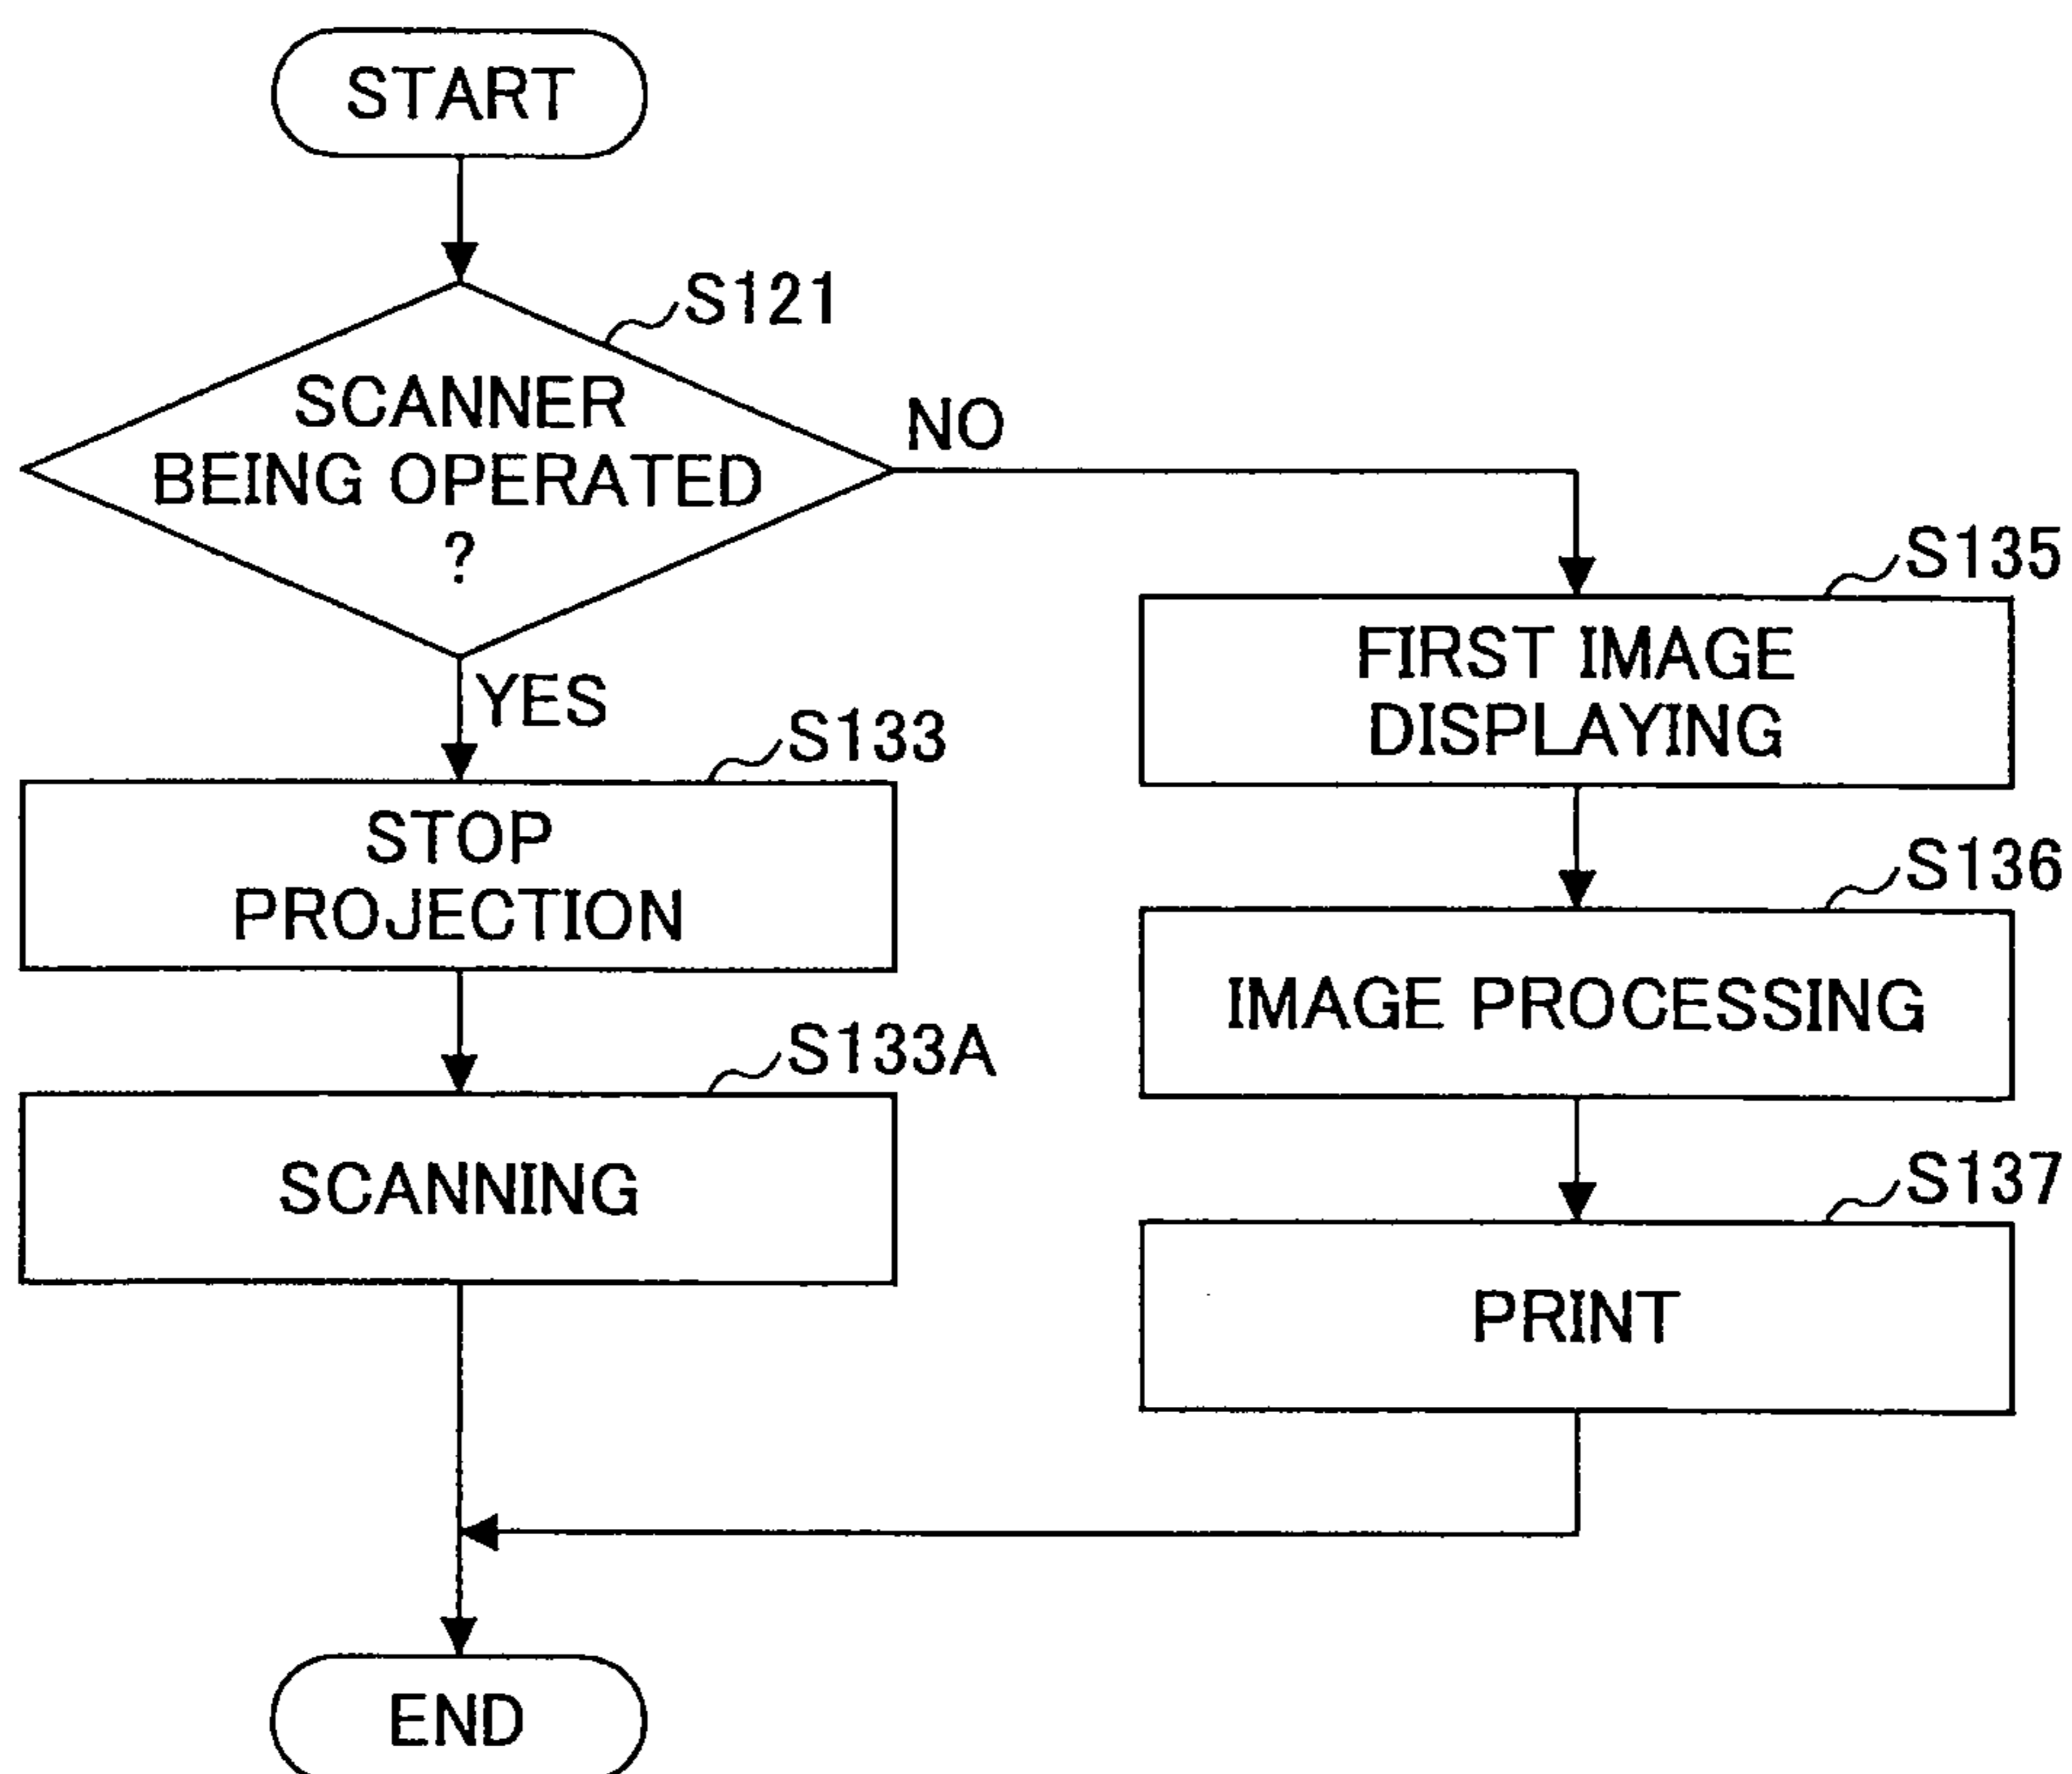 START
S121
SCANNER
BEING OPERATED
?
NO
YES
S133
STOP
PROJECTION
S133A
SCANNING
S135
FIRST IMAGE
DISPLAYING
S136
IMAGE PROCESSING
S137
PRINT
END